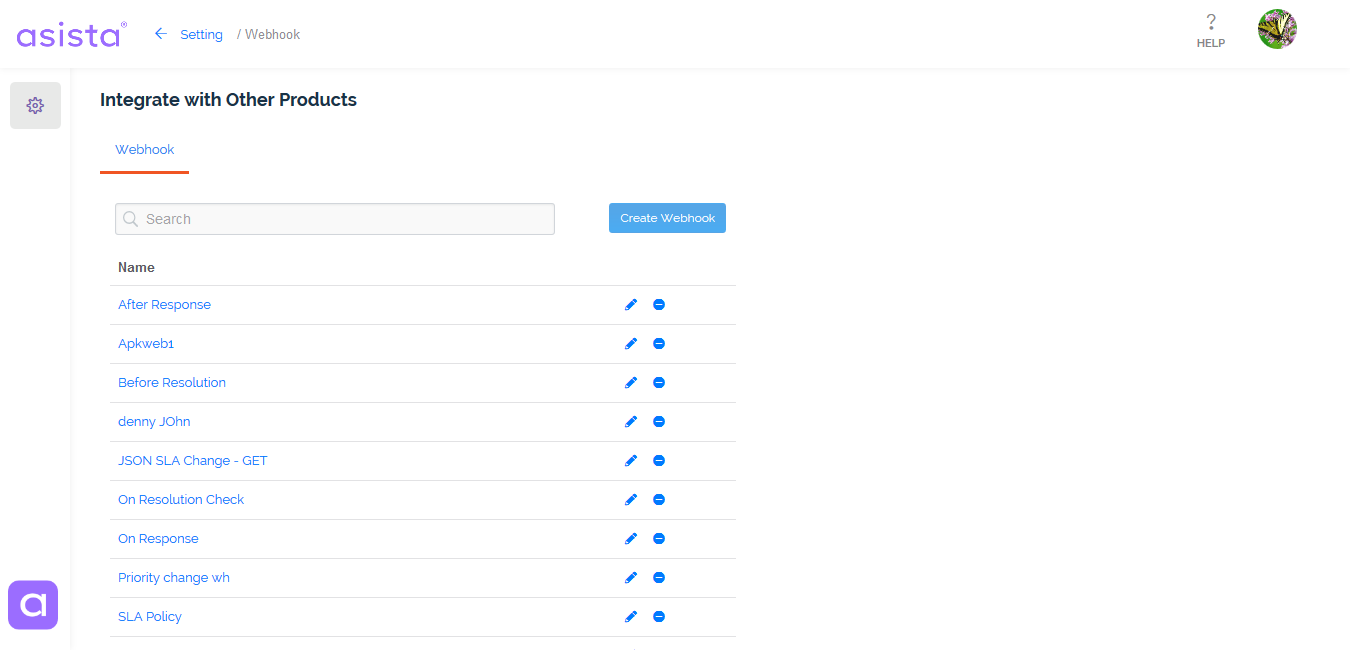 asista®
Setting / Webhook
?
HELP
Integrate with Other Products
Webhook
Search
Create Webhook
Name
After Response
Apkweb1
Before Resolution
denny JOhn
JSON SLA Change - GET
On Resolution Check
On Response
Priority change wh
SLA Policy
a